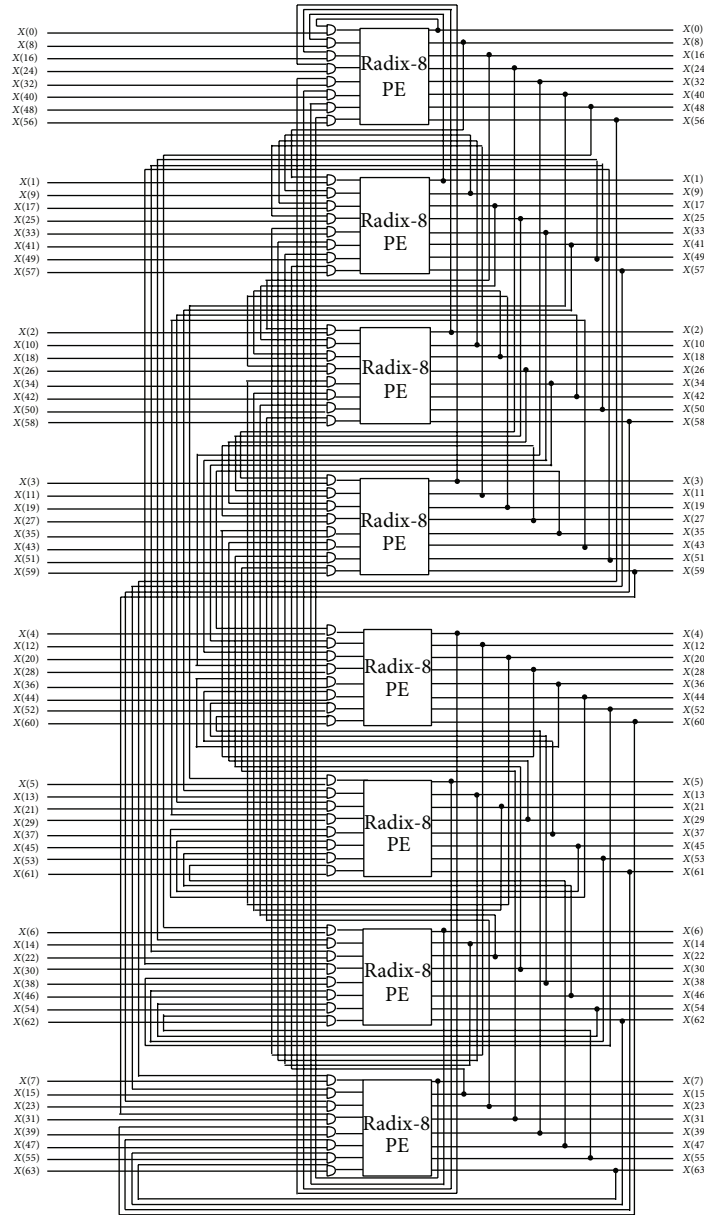 X(0)
X(8)
X(16)
X(24)
X(32)
X(40)
X(48)
X(56)
Radix-8
PE
X(0)
X(8)
X(16
X(24
X(32
X(40
X(48
X(56
X(1)
X(9)
X(17)
X(25)
X(33)
X(41)
X(49)
X(57)
Radix-8
PE
X(1)
X(9)
X(17
X(25
X(33
X(41
X(49
X(57
X(2)
X(10)
X(18)
X(26)
X(34)
X(42)
X(50)
X(58)
Radix-8
PE
X(2)
X(10
X(18
X(26
X(34
X(42
X(50
X(58
X(3)
X(11)
X(19)
X(27)
X(35)
X(43)
X(51)
X(59)
Radix-8
PE
X(3)
X(11
X(19
X(27
X(35
X(43
X(51
X(59
X(4)
X(12)
X(20)
X(28)
X(36)
X(44)
X(52)
X(60)
Radix-8
PE
X(4)
X(12
X(20
X(28
X(36
X(44
X(52
X(60
X(5)
X(13)
X(21)
X(29)
X(37)
X(45)
X(53)
X(61)
Radix-8
PE
X(5)
X(13
X(21
X(29
X(37
X(45
X(53
X(61
X(6)
X(14)
X(22)
X(30)
X(38)
X(46)
X(54)
X(62)
Radix-8
PE
X(6)
X(14
X(22
X(30
X(38
X(46
X(54
X(62
X(7)
X(15)
X(23)
X(31)
X(39)
X(47)
X(55)
X(63)
Radix-8
PE
X(7)
X(15
X(23
X(31
X(39
X(47
X(55
X(63